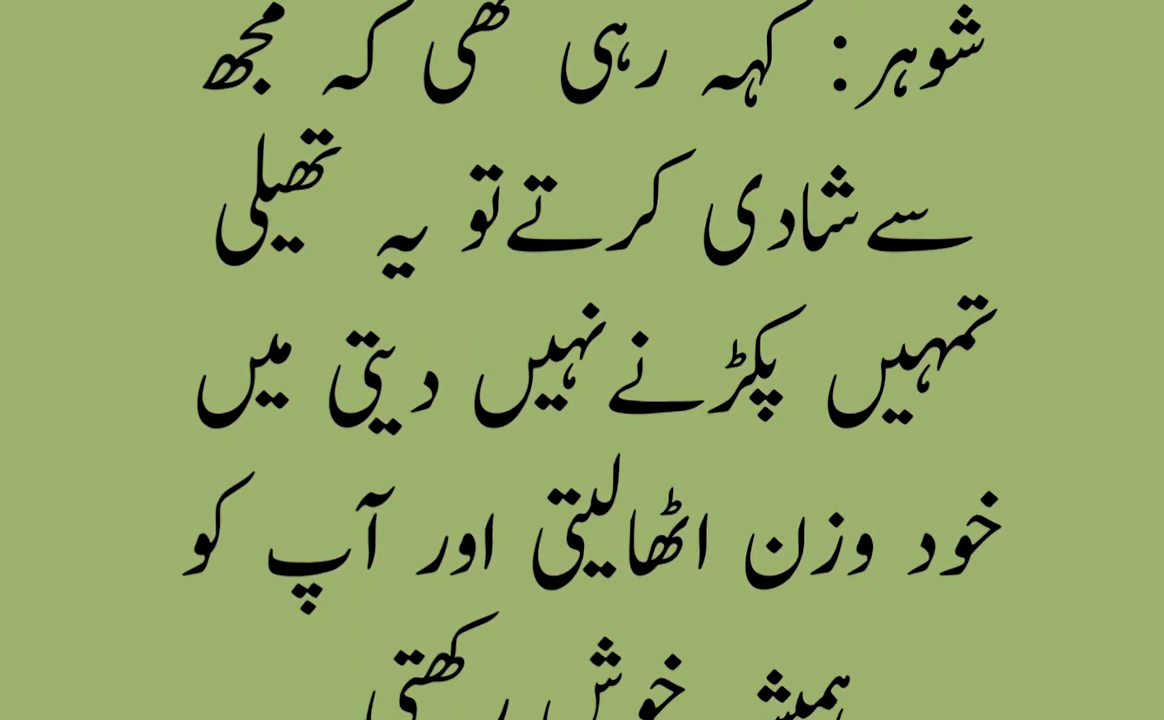 شوہر: کہہ رہی تھی کہ مجھ
سے شادی کرتے تو یہ تھیلی
تمہیں پکڑنے نہیں دیتی میں
خود وزن اٹھا لیتی اور آپ کو
ہمیشہ خوش رکھتی